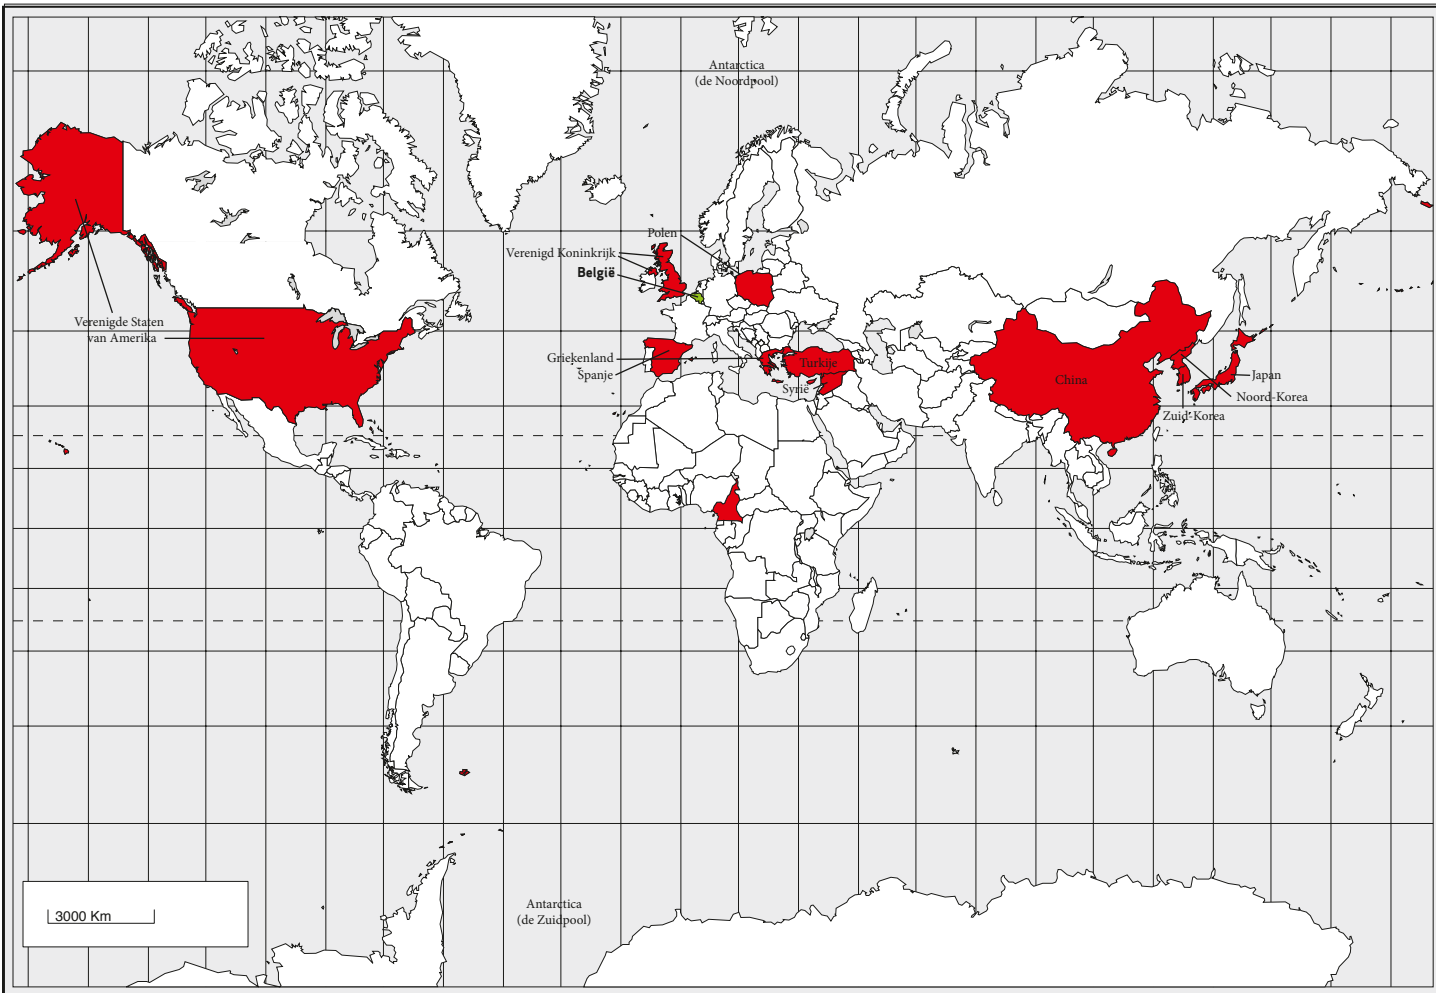 Antarctica
(de Noordpool)
Polen
Verenigd Koninkrijk
België
Verenigde Staten
van Amerika
Griekenland
Spanje
Turkije
Syrië
China
Japan
Noord-Korea
Zuid-Korea
Antarctica
(de Zuidpool)
3000 Km